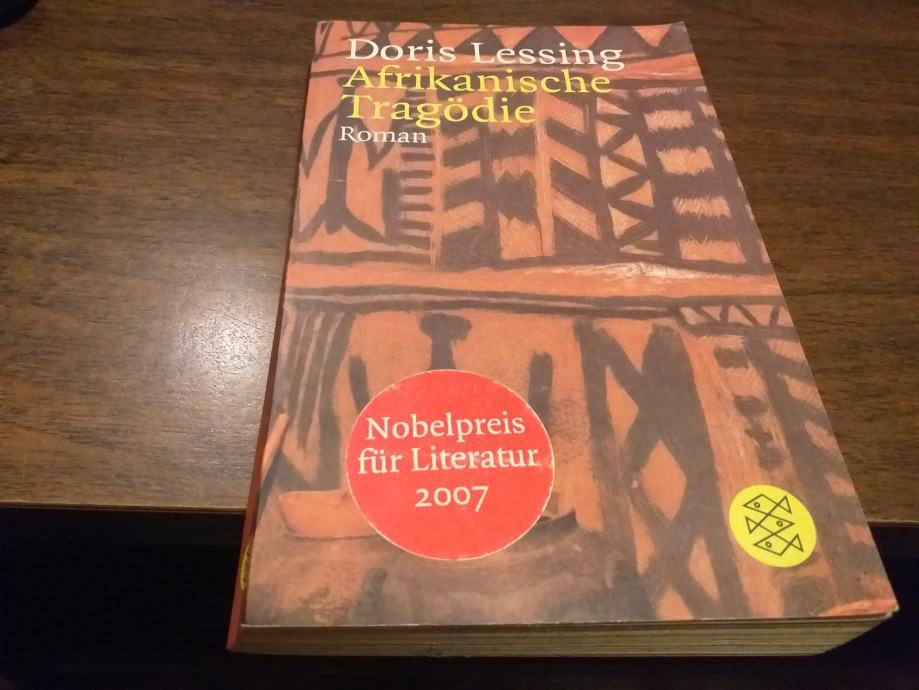 Doris Lessing
Afrikanische
Tragödie
Roman
Nobelpreis
für Literatur
2007